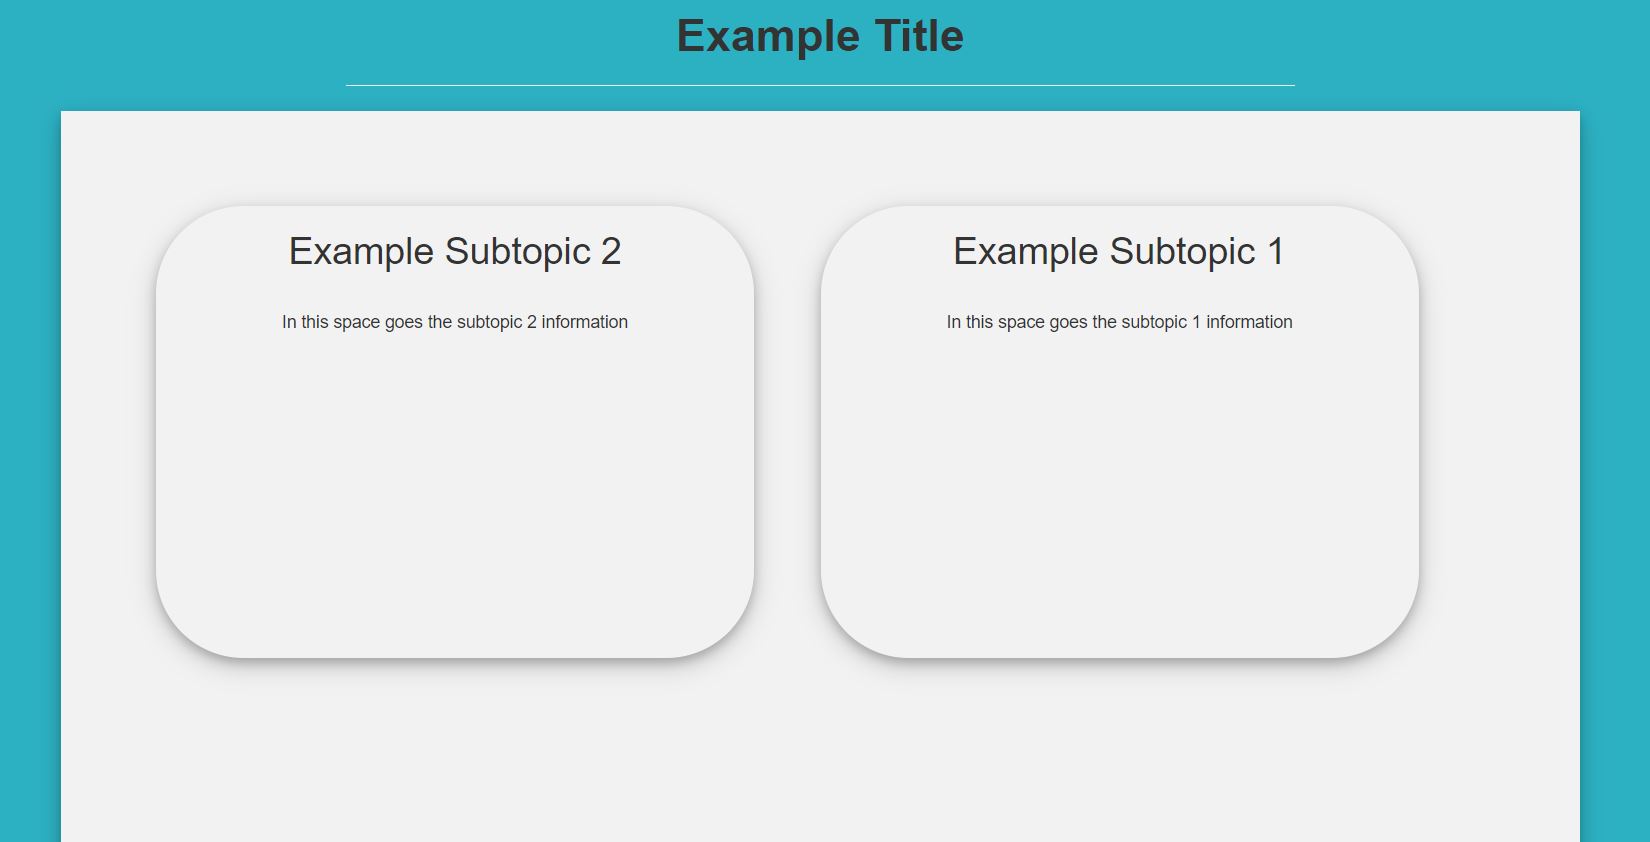 Example Title
Example Subtopic 2
In this space goes the subtopic 2 information
Example Subtopic 1
In this space goes the subtopic 1 information